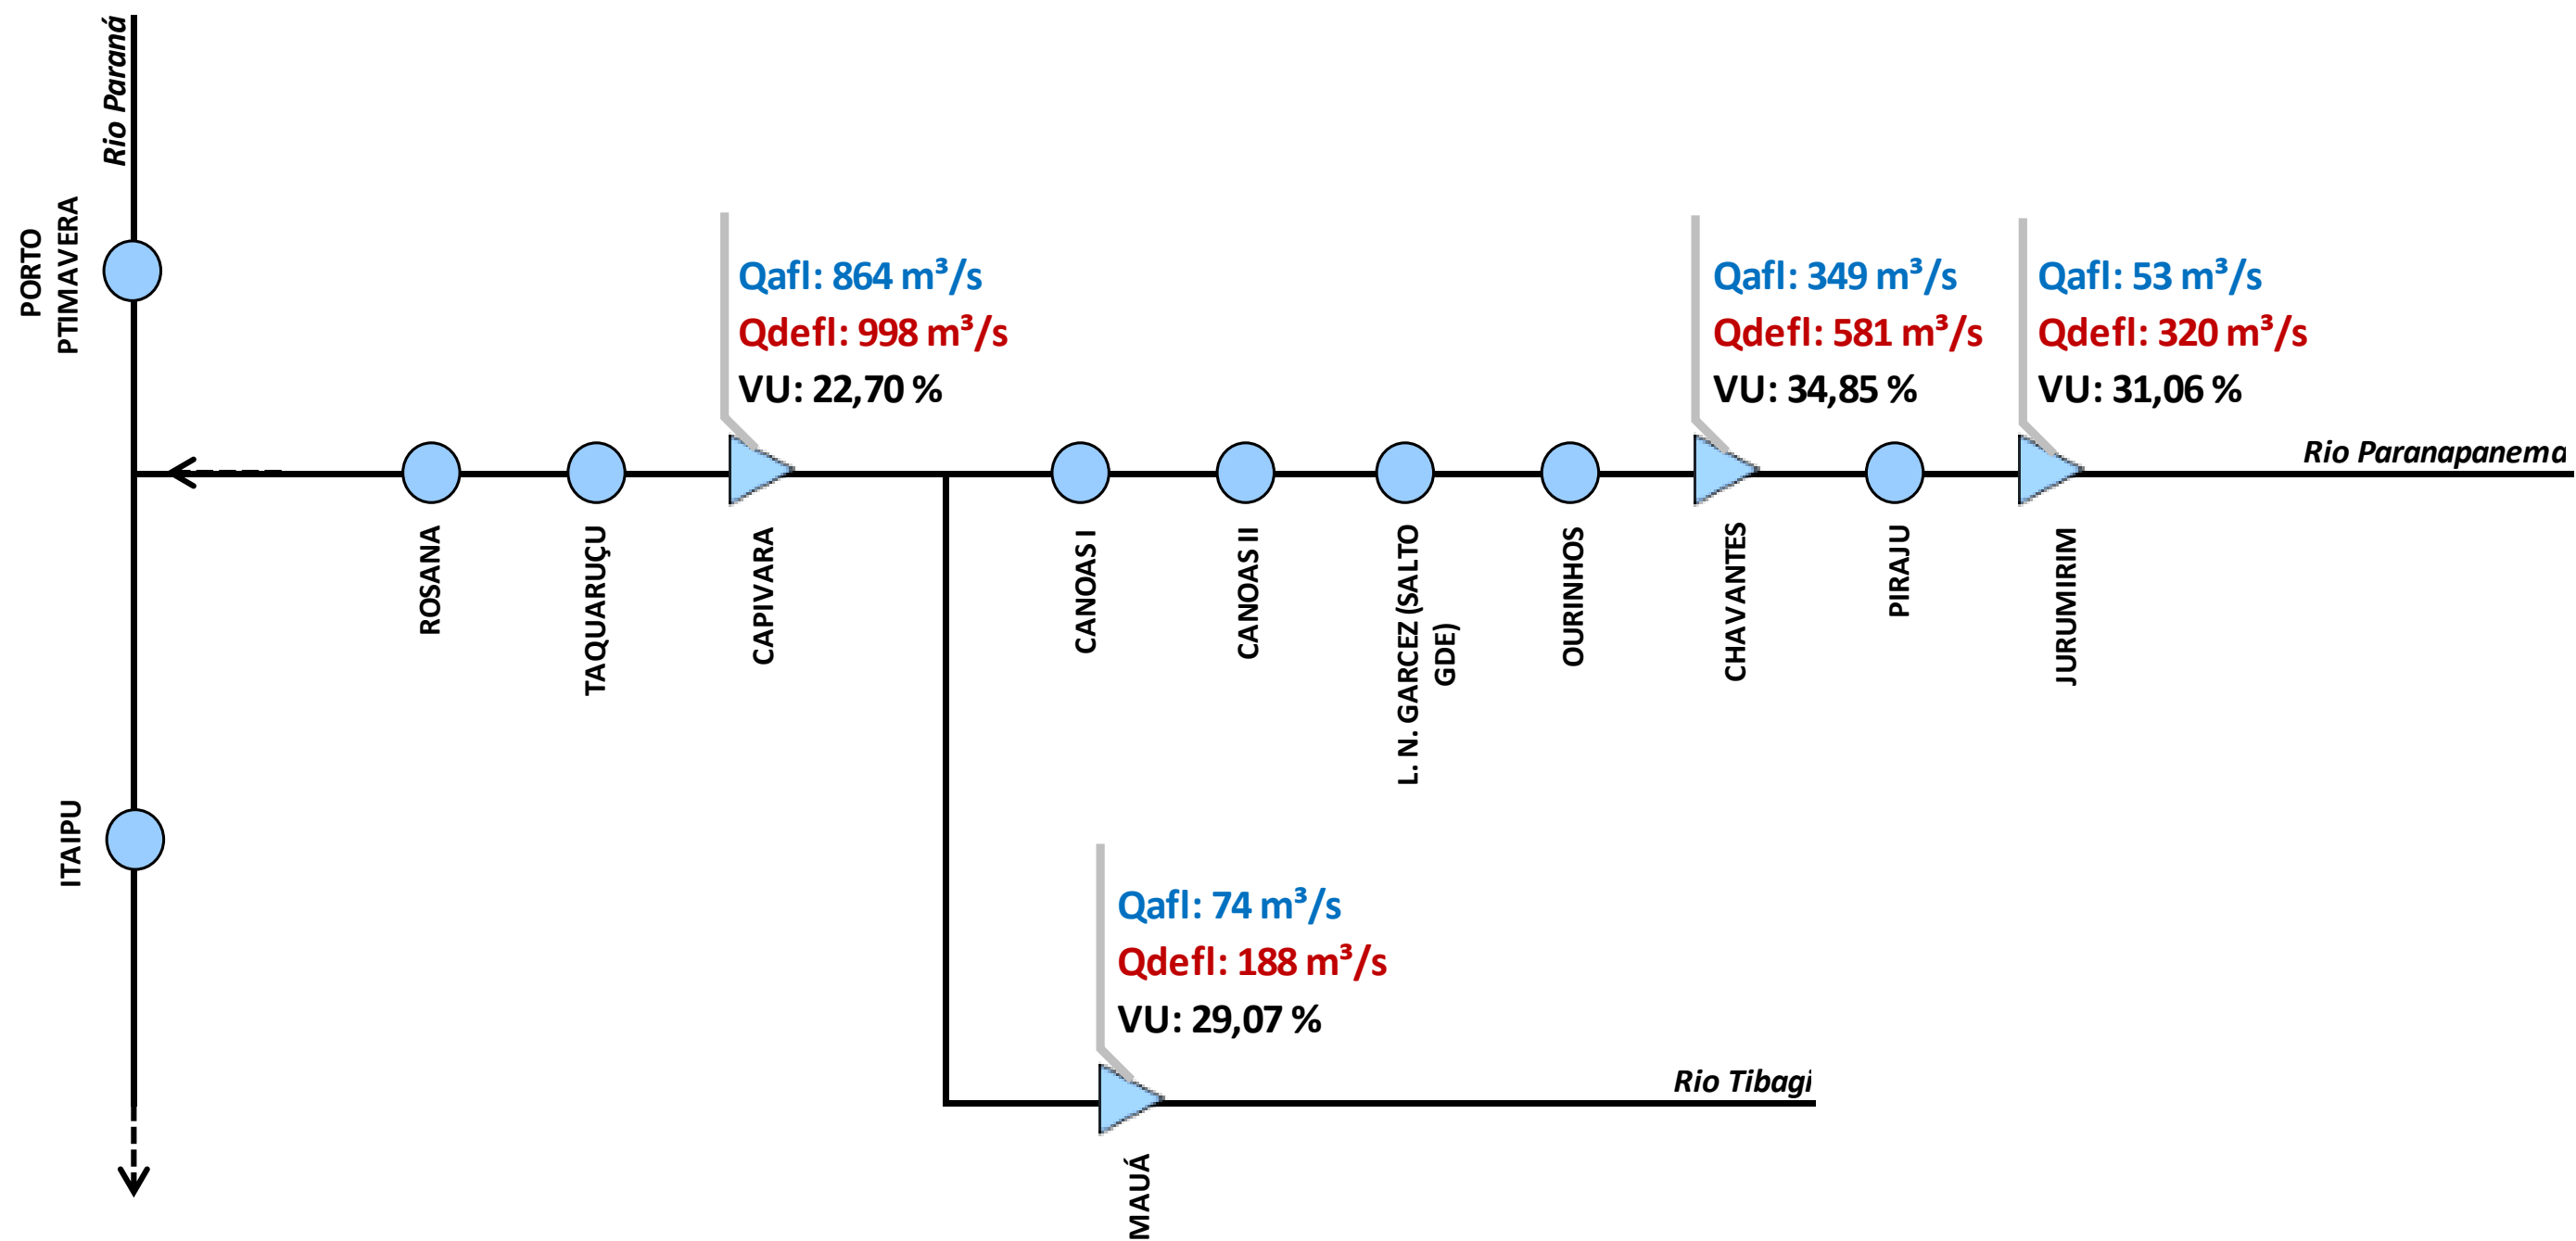 Rio Paraná
PORTO
PTIMAVERA
Qafl: 864 m³/s
Qdefl: 998 m³/s
VU: 22,70 %
Qafl: 349 m³/s
Qdefl: 581 m³/s
VU: 34,85 %
Qafl: 53 m³/s
Qdefl: 320 m³/s
VU: 31,06 %
Rio Paranapanema
ROSANA
TAQUARUÇU
CAPIVARA
CANOAS I
CANOAS II
L. N. GARCEZ (SALTO
GDE)
OURINHOS
CHAVANTES
PIRAJU
JURUMIRIM
ITAIPU
Qafl: 74 m³/s
Qdefl: 188 m³/s
VU: 29,07 %
Rio Tibagi
MAUÁ